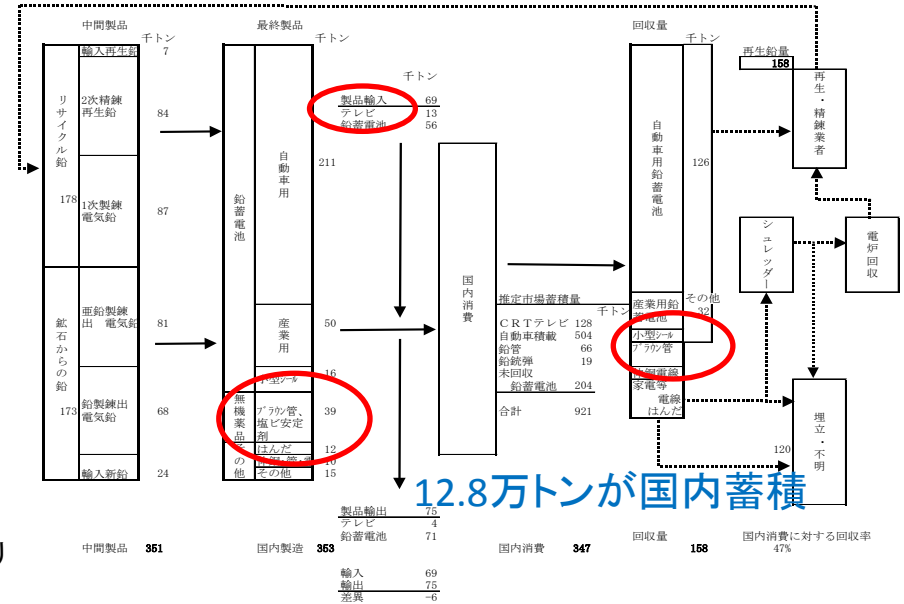 中間製品
千トン
輸入再生鉛 7
リサイクル鉛
2次精錬
再生鉛 84
178
1次製錬
電気鉛 87
鉱石からの鉛
亜鉛製錬
出 電気鉛 81
173
鉛製錬出
電気鉛 68
輸入新鉛 24
中間製品 351
最終製品
千トン
鉛蓄電池
自動車用 211
産業用 50
小型シール 16
無機薬品
ブラウン管、
塩ビ安定
剤 39
その他
はんだ 12
その他 15
国内製造 353
千トン
製品輸入 69
テレビ 13
鉛蓄電池 56
製品輸出 75
テレビ 4
鉛蓄電池 71
輸入 69
輸出 75
差異 -6
国内消費
推定市場蓄積量
千トン
CRTテレビ 128
自動車積載 504
鉛管 66
鉛銃弾 19
未回収
鉛蓄電池 204
合計 921
12.8万トンが国内蓄積
国内消費 347
回収量
千トン
自動車用鉛蓄電池 126
産業用鉛
蓄電池
その他
32
小型シール
ブラウン管
家電等
電線
はんだ
回収量 158
再生鉛量
158
再生・精錬業者
シュレッダー
電炉回収
埋立・不明
120
国内消費に対する回収率
47%
リ